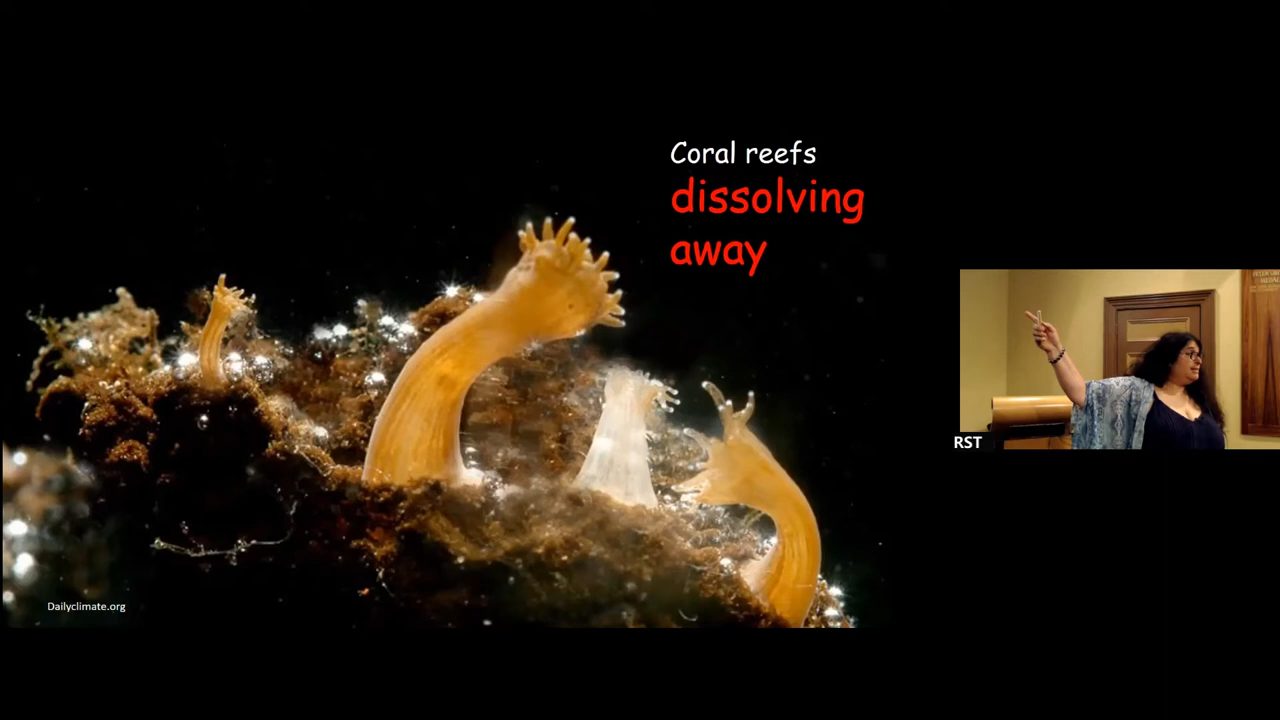 Coral reefs
dissolving
away
RST
Dailyclimate.org